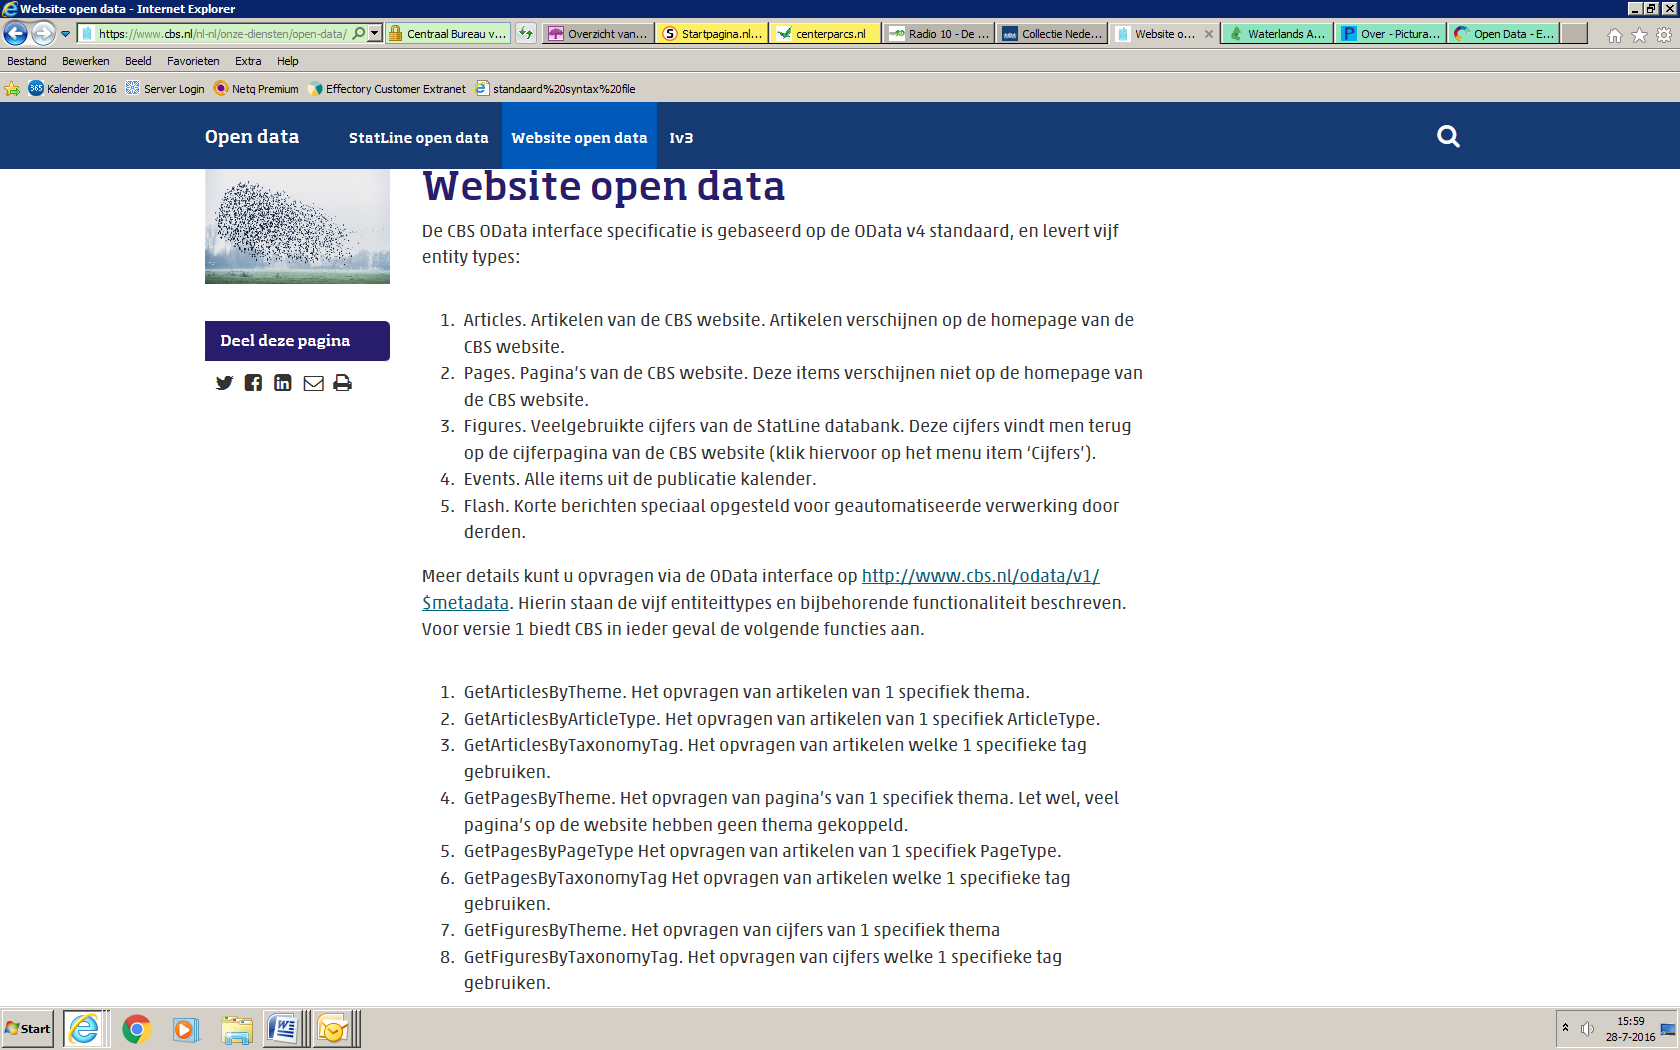 Website open data - Internet Explorer
https://www.cbs.nl/nl-nl/onze-diensten/open-data/
Centraal Bureau v...
Overzicht van...
Startpagina.nl...
centerparcs.nl
Radio 10 - De ...
Collectie Nede...
Website o...
Waterlands A...
Over - Pictura...
Open Data - E...
Bestand Bewerken Beeld Favorieten Extra Help
Kalender 2016 Server Login Netq Premium Effectory Customer Extranet standaard%20syntax%20file
Open data StatLine open data Website open data Iv3
Website open data
De CBS OData interface specificatie is gebaseerd op de OData v4 standaard, en levert vijf
entity types:
1. Articles. Artikelen van de CBS website. Artikelen verschijnen op de homepage van de
CBS website.
2. Pages. Pagina's van de CBS website. Deze items verschijnen niet op de homepage van
de CBS website.
3. Figures. Veelgebruikte cijfers van de StatLine databank. Deze cijfers vindt men terug
op de cijferpagina van de CBS website (klik hiervoor op het menu item ‘Cijfers’).
4. Events. Alle items uit de publicatie kalender.
5. Flash. Korte berichten speciaal opgesteld voor geautomatiseerde verwerking door
derden.
Deel deze pagina
Meer details kunt u opvragen via de OData interface op http://www.cbs.nl/odata/v1/
$metadata. Hierin staan de vijf entiteittypes en bijbehorende functionaliteit beschreven.
Voor versie 1 biedt CBS in ieder geval de volgende functies aan.
1. GetArticlesByTheme. Het opvragen van artikelen van 1 specifiek thema.
2. GetArticlesByArticleType. Het opvragen van artikelen van 1 specifiek ArticleType.
3. GetArticlesByTaxonomyTag. Het opvragen van artikelen welke 1 specifieke tag
gebruiken.
4. GetPagesByTheme. Het opvragen van pagina's van 1 specifiek thema. Let wel, veel
pagina's op de website hebben geen thema gekoppeld.
5. GetPagesByPageType Het opvragen van artikelen van 1 specifiek PageType.
6. GetPagesByTaxonomyTag Het opvragen van artikelen welke 1 specifieke tag
gebruiken.
7. GetFiguresByTheme. Het opvragen van cijfers van 1 specifiek thema
8. GetFiguresByTaxonomyTag. Het opvragen van cijfers welke 1 specifieke tag
gebruiken.
Start
15:59
28-7-2016